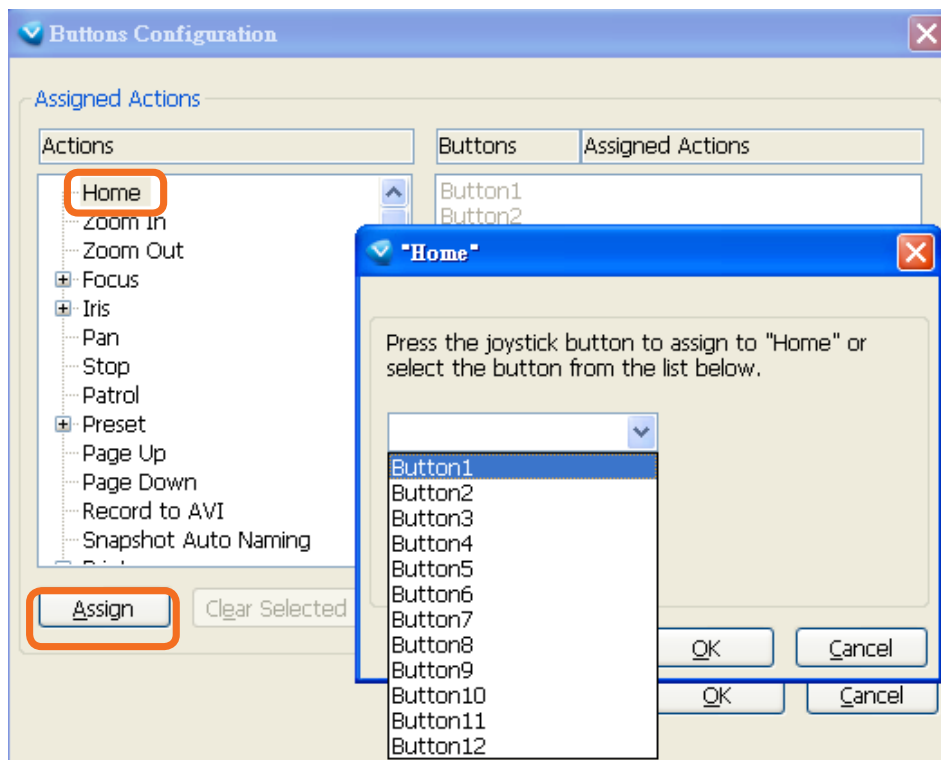 Buttons Configuration
Assigned Actions
Actions
Buttons
Assigned Actions
Home
Zoom In
Zoom Out
Focus
Iris
Pan
Stop
Patrol
Preset
Page Up
Page Down
Record to AVI
Snapshot Auto Naming
Button1
Button2
Assign
Clear Selected
"Home"
Press the joystick button to assign to "Home" or
select the button from the list below.
Button1
Button2
Button3
Button4
Button5
Button6
Button7
Button8
Button9
Button10
Button11
Button12
OK
Cancel
OK
Cancel